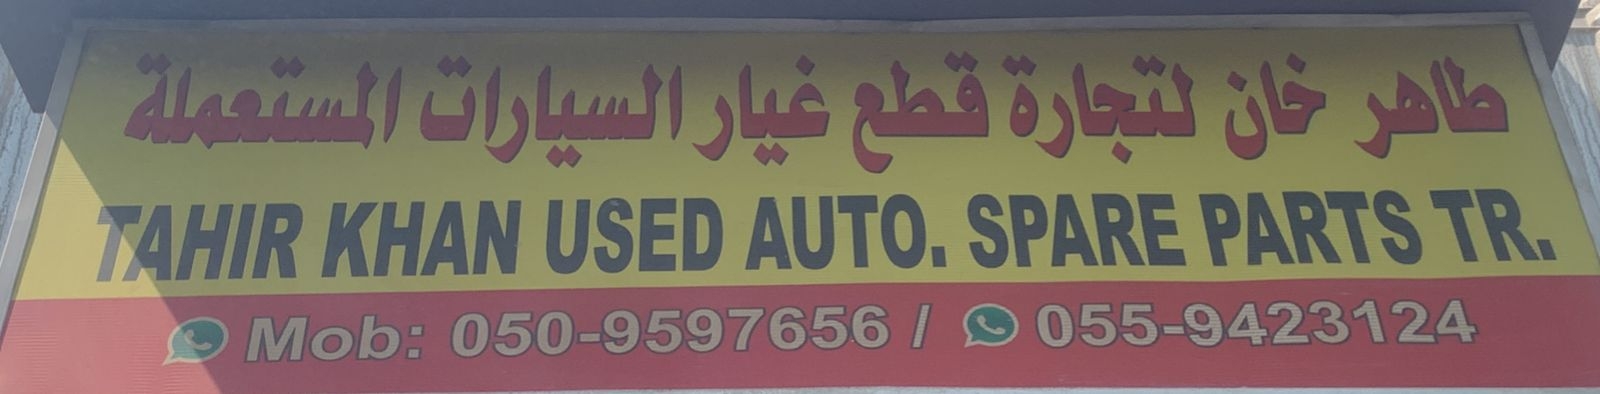 طاهر خان لتجارة قطع غيار السيارات المستعملة
TAHIR KHAN USED AUTO. SPARE PARTS TR.
Mob: 050-9597656 / 055-9423124